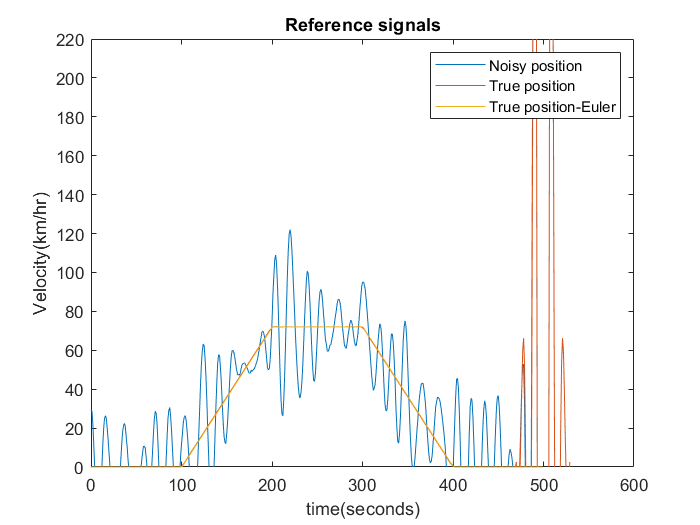 Reference signals
220
200
180
160
140
120
100
80
60
40
20
0
Velocity(km/hr)
Noisy position
True position
True position-Euler
0 100 200 300 400 500 600
time(seconds)